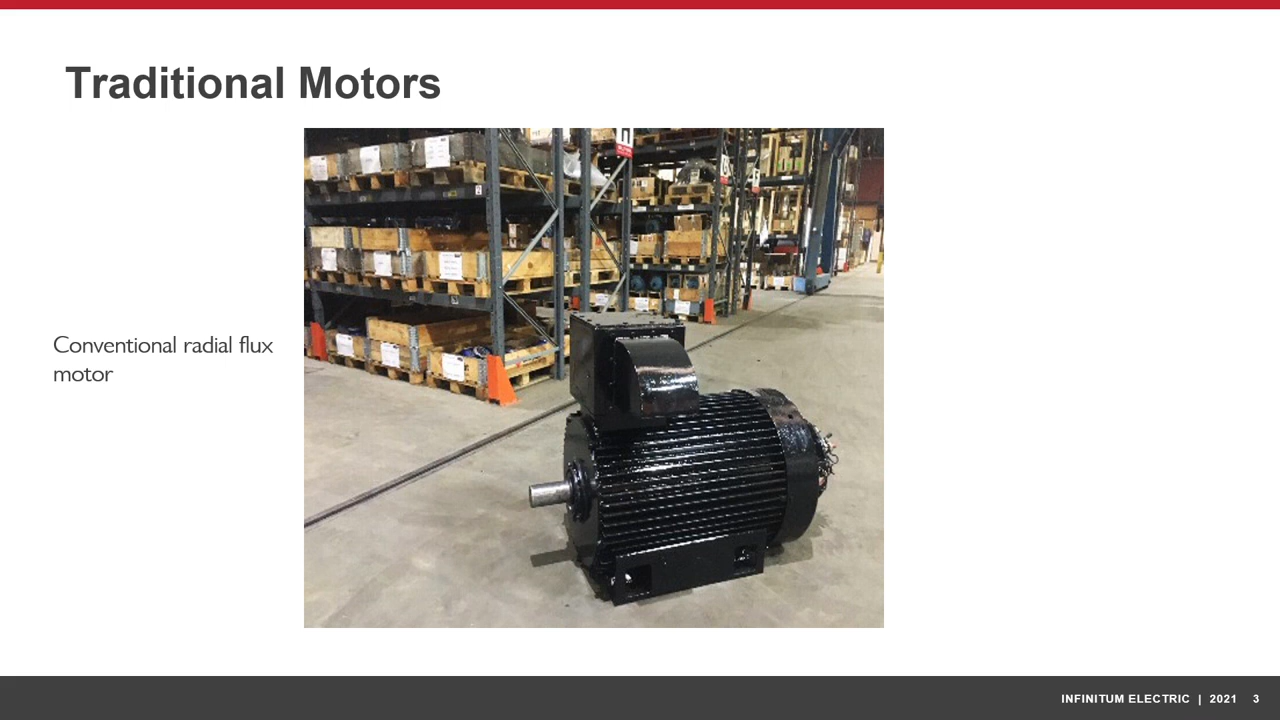 Traditional Motors
Conventional radial flux
motor
INFINITUM ELECTRIC | 2021 3